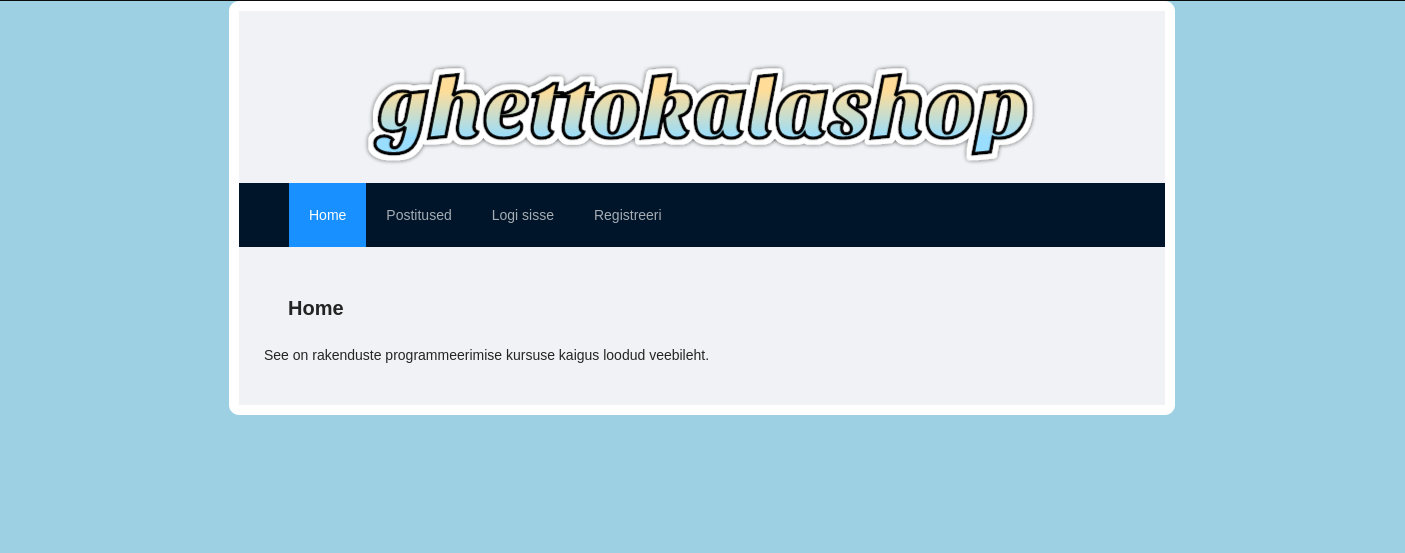 ghettokalashop
Home Postitused Logi sisse Registreeri
Home
See on rakenduste programmeerimise kursuse kaigus loodud veebileht.